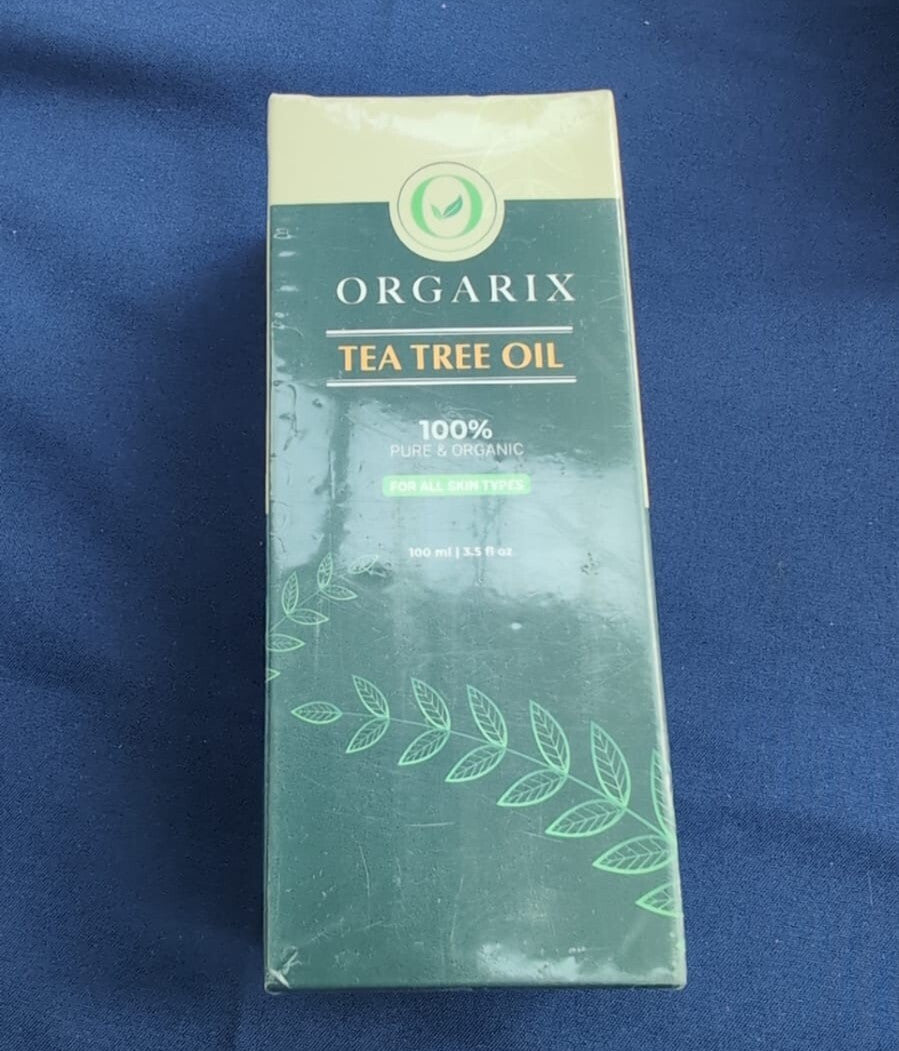 ORGARIX
TEA TREE OIL
100%
PURE & ORGANIC
FOR ALL SKIN TYPES
100 ml | 3.5 fl oz